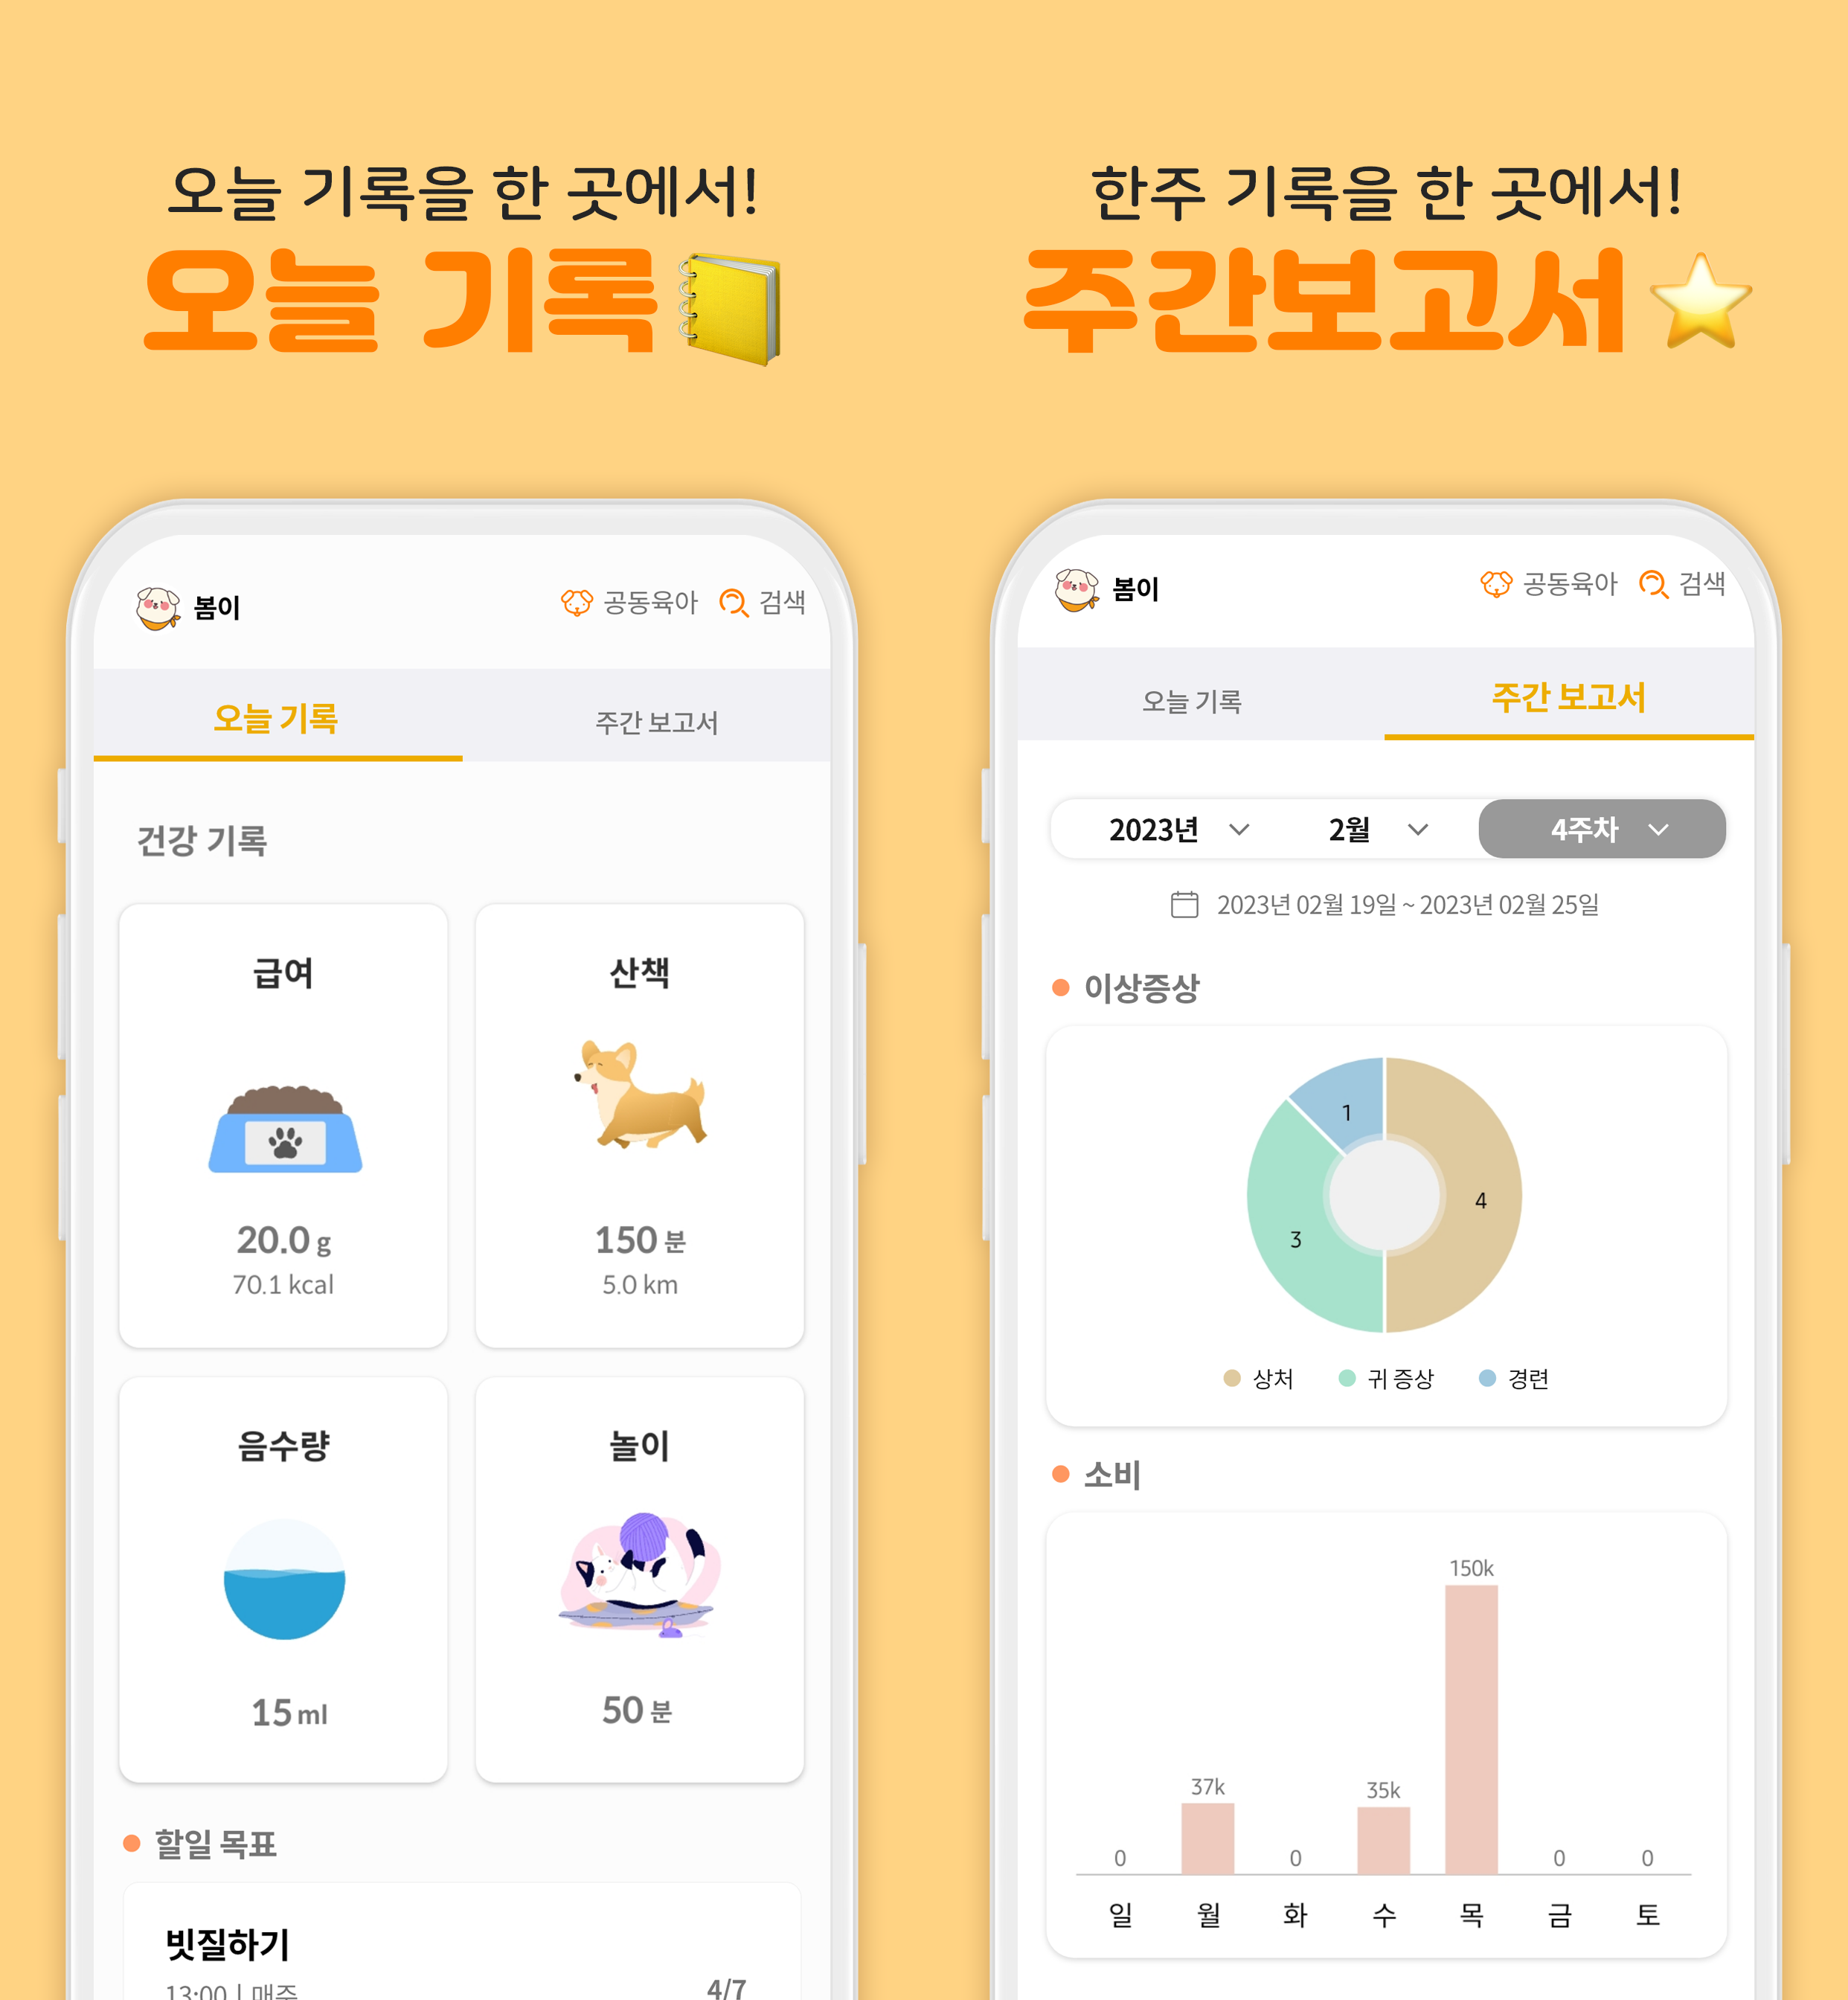 오늘 기록을 한 곳에서!
오늘 기록
봄이
공동육아
검색
오늘 기록
주간 보고서
건강 기록
급여
산책
20.0 g
150 분
70.1 kcal
5.0 km
음수량
놀이
15 ml
50 분
할일 목표
빗질하기
13:00 | 매주
4/7
한주 기록을 한 곳에서!
주간보고서
봄이
공동육아
검색
오늘 기록
주간 보고서
2023년
2월
4주차
2023년 02월 19일 ~ 2023년 02월 25일
이상증상
1
4
3
상처
귀 증상
경련
소비
150k
37k
35k
0
0
0
0
일
월
화
수
목
금
토